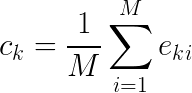 $c_k = \frac{1}{M} \sum_{i=1}^{M} e_{ki}$